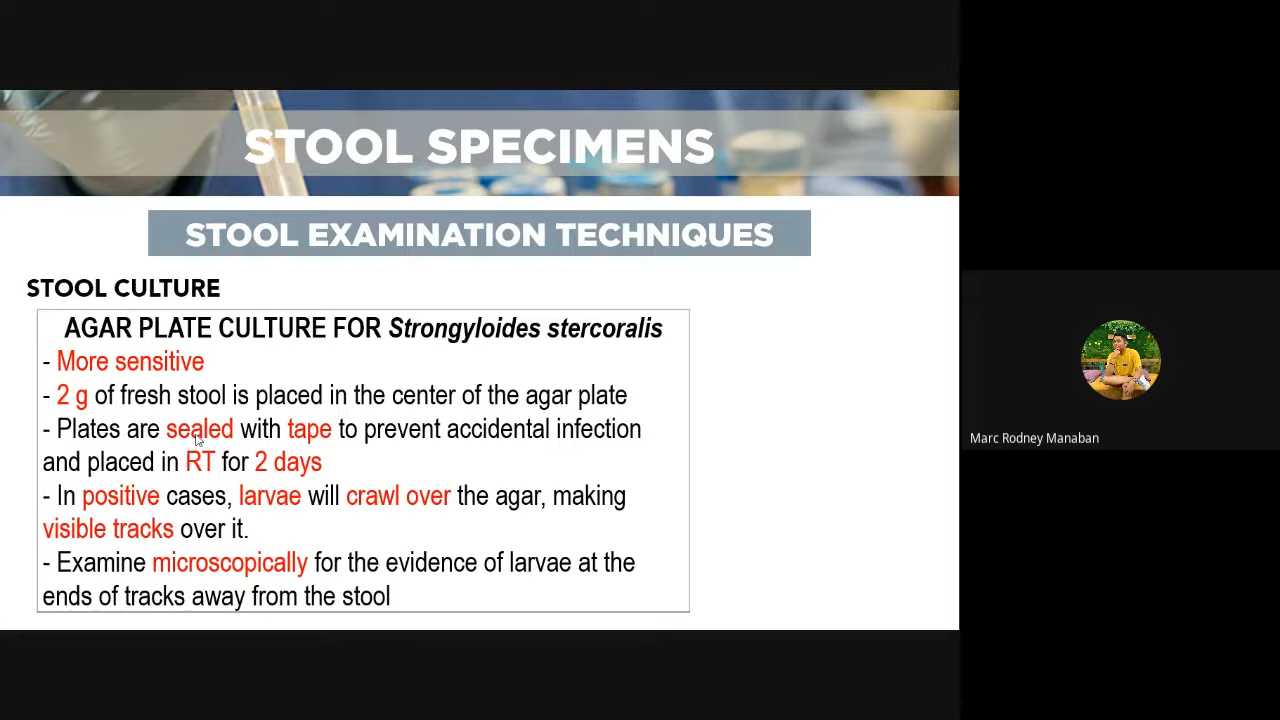 STOOL SPECIMENS
STOOL EXAMINATION TECHNIQUES
STOOL CULTURE
AGAR PLATE CULTURE FOR Strongyloides stercoralis
- More sensitive
- 2 g of fresh stool is placed in the center of the agar plate
- Plates are sealed with tape to prevent accidental infection
and placed in RT for 2 days
- In positive cases, larvae will crawl over the agar, making
visible tracks over it.
- Examine microscopically for the evidence of larvae at the
ends of tracks away from the stool
Marc Rodney Manaban